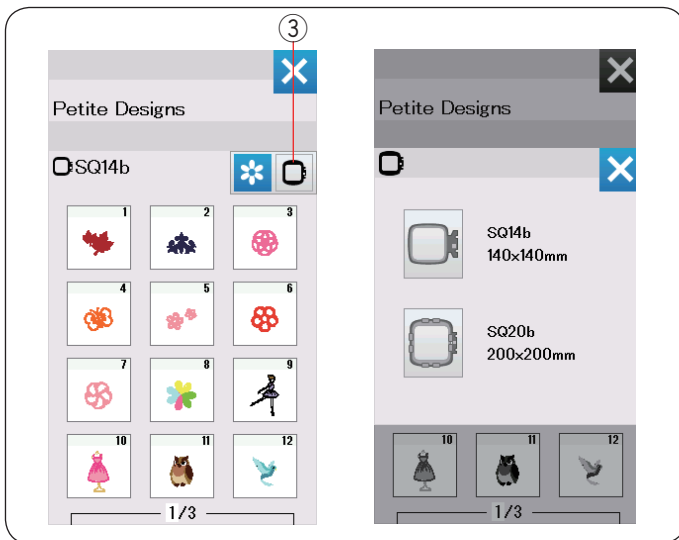 ③
Petite Designs
SQ14b
1 2 3
4 5 6
7 8 9
10 11 12
1/3
Petite Designs
SQ14b
140x140mm
SQ20b
200x200mm
10 11 12
1/3